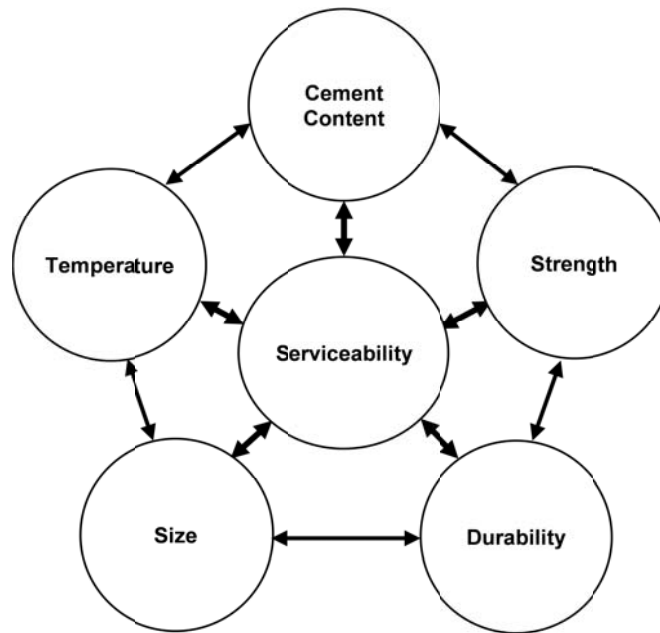 Cement
Content
Temperature
Strength
Serviceability
Size
Durability